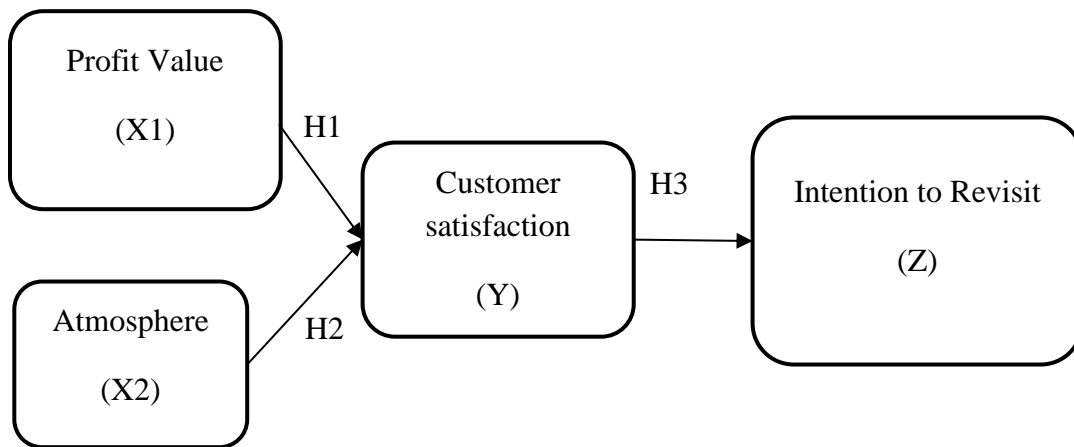 Profit Value
(X1)
H1
Customer
satisfaction
(Y)
H3
Intention to Revisit
(Z)
Atmosphere
(X2)
H2